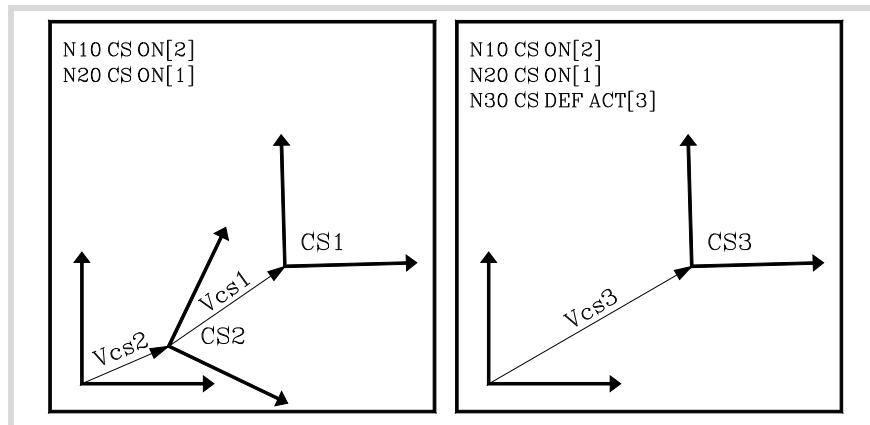 N10 CS ON[2]
N20 CS ON[1]
CS1
Vcs1
CS2
Vcs2
N10 CS ON[2]
N20 CS ON[1]
N30 CS DEF ACT[3]
CS3
Vcs3